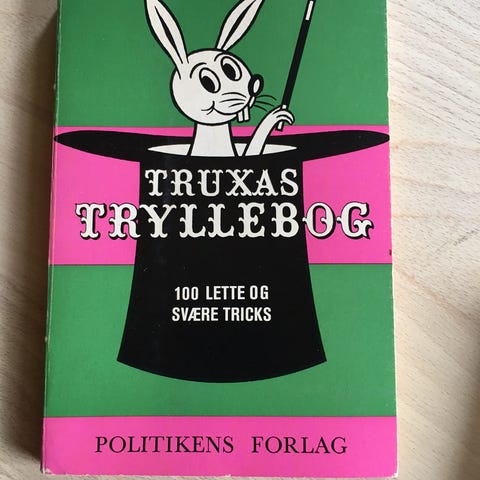 TRUXAS
TRYLLEBOG
100 LETTE OG
SVÆRE TRICKS
POLITIKENS FORLAG